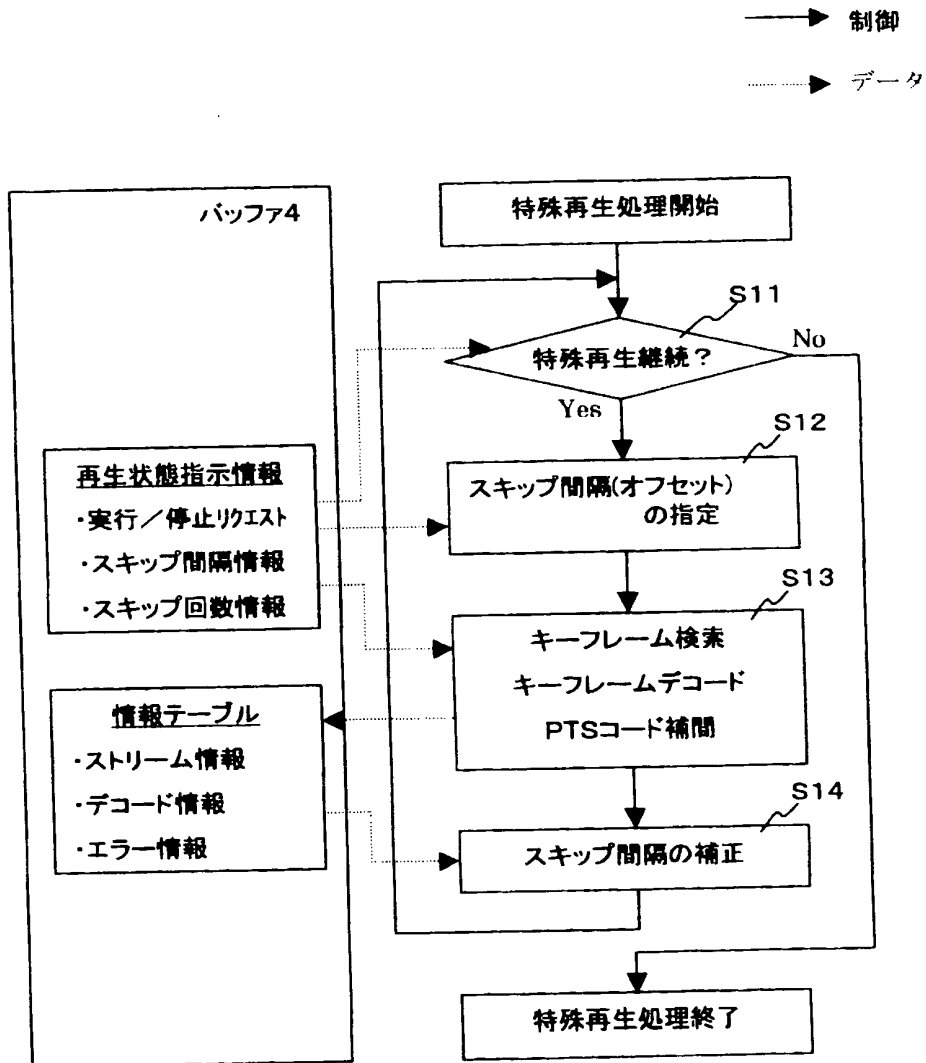 制御
データ
バッファ4
再生状態指示情報
・実行／停止リクエスト
・スキップ間隔情報
・スキップ回数情報
情報テーブル
・ストリーム情報
・デコード情報
・エラー情報
特殊再生処理開始
S11
特殊再生継続？
No
Yes
S12
スキップ間隔(オフセット)
の指定
S13
キーフレーム検索
キーフレームデコード
PTSコード補間
S14
スキップ間隔の補正
特殊再生処理終了